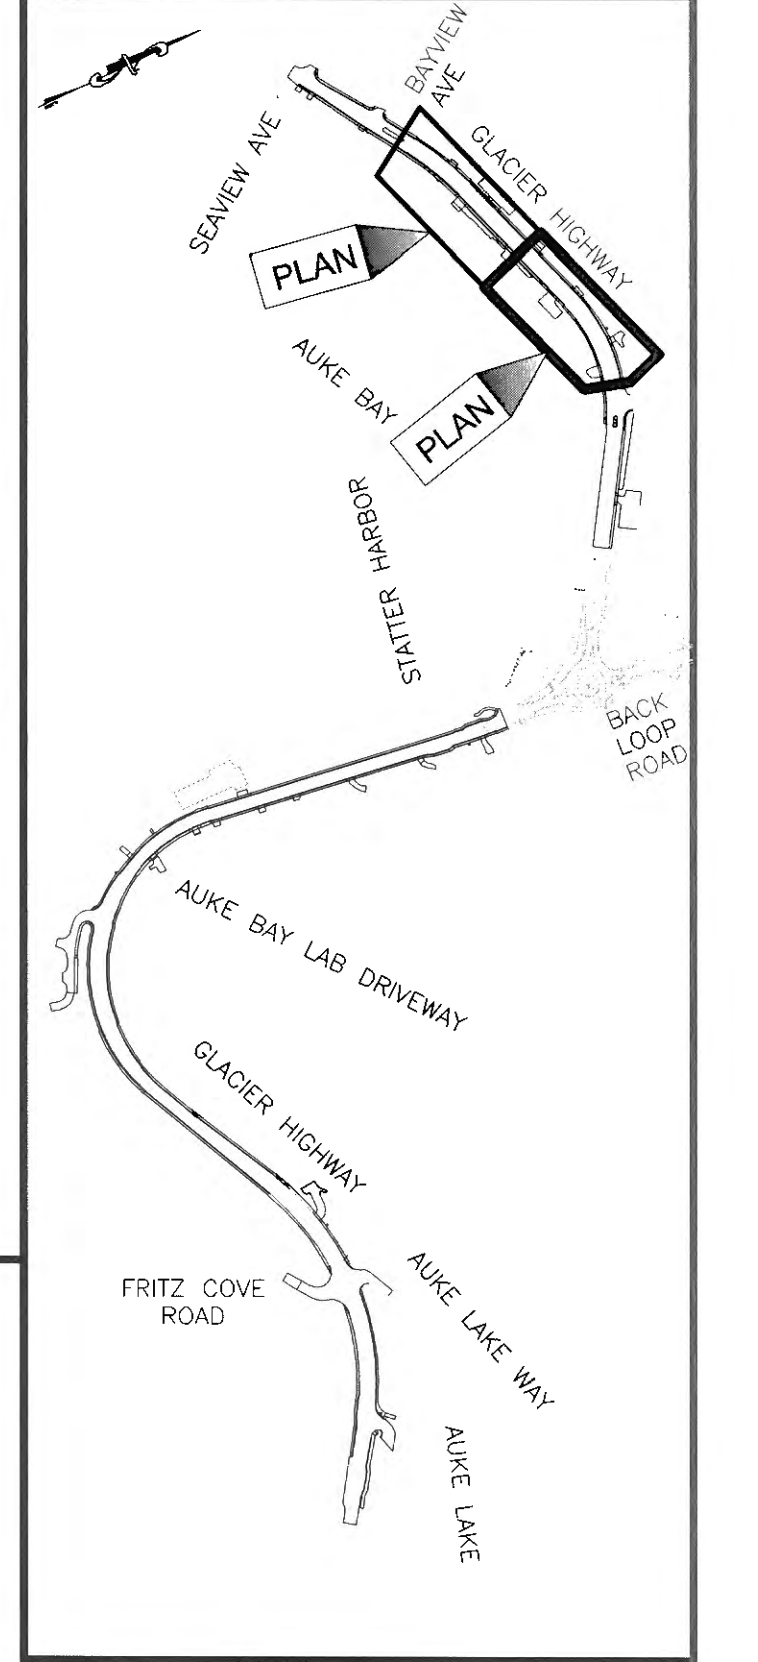 N
BAYVIEW
AVE
SEAVIEW AVE
GLACIER HIGHWAY
PLAN
AUKE BAY
PLAN
STATTER HARBOR
BACK
LOOP
ROAD
AUKE BAY LAB DRIVEWAY
GLACIER HIGHWAY
FRITZ COVE
ROAD
AUKE LAKE WAY
AUKE LAKE